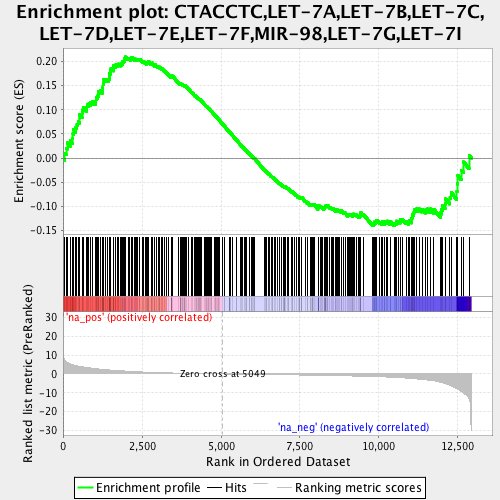 Enrichment plot: CTACCTC,LET-7A,LET-7B,LET-7C,
LET-7D,LET-7E,LET-7F,MIR-98,LET-7G,LET-7I
Enrichment score (ES)
0.20
0.15
0.10
0.05
0.00
-0.05
-0.10
-0.15
Ranked list metric (PreRanked)
30
20
10
0
-10
-20
-30
'na_pos' (positively correlated)
Zero cross at 5049
'na_neg' (negatively correlated)
0
2,500
5,000
7,500
10,000
12,500
Rank in Ordered Dataset
Enrichment profile
Hits
Ranking metric scores